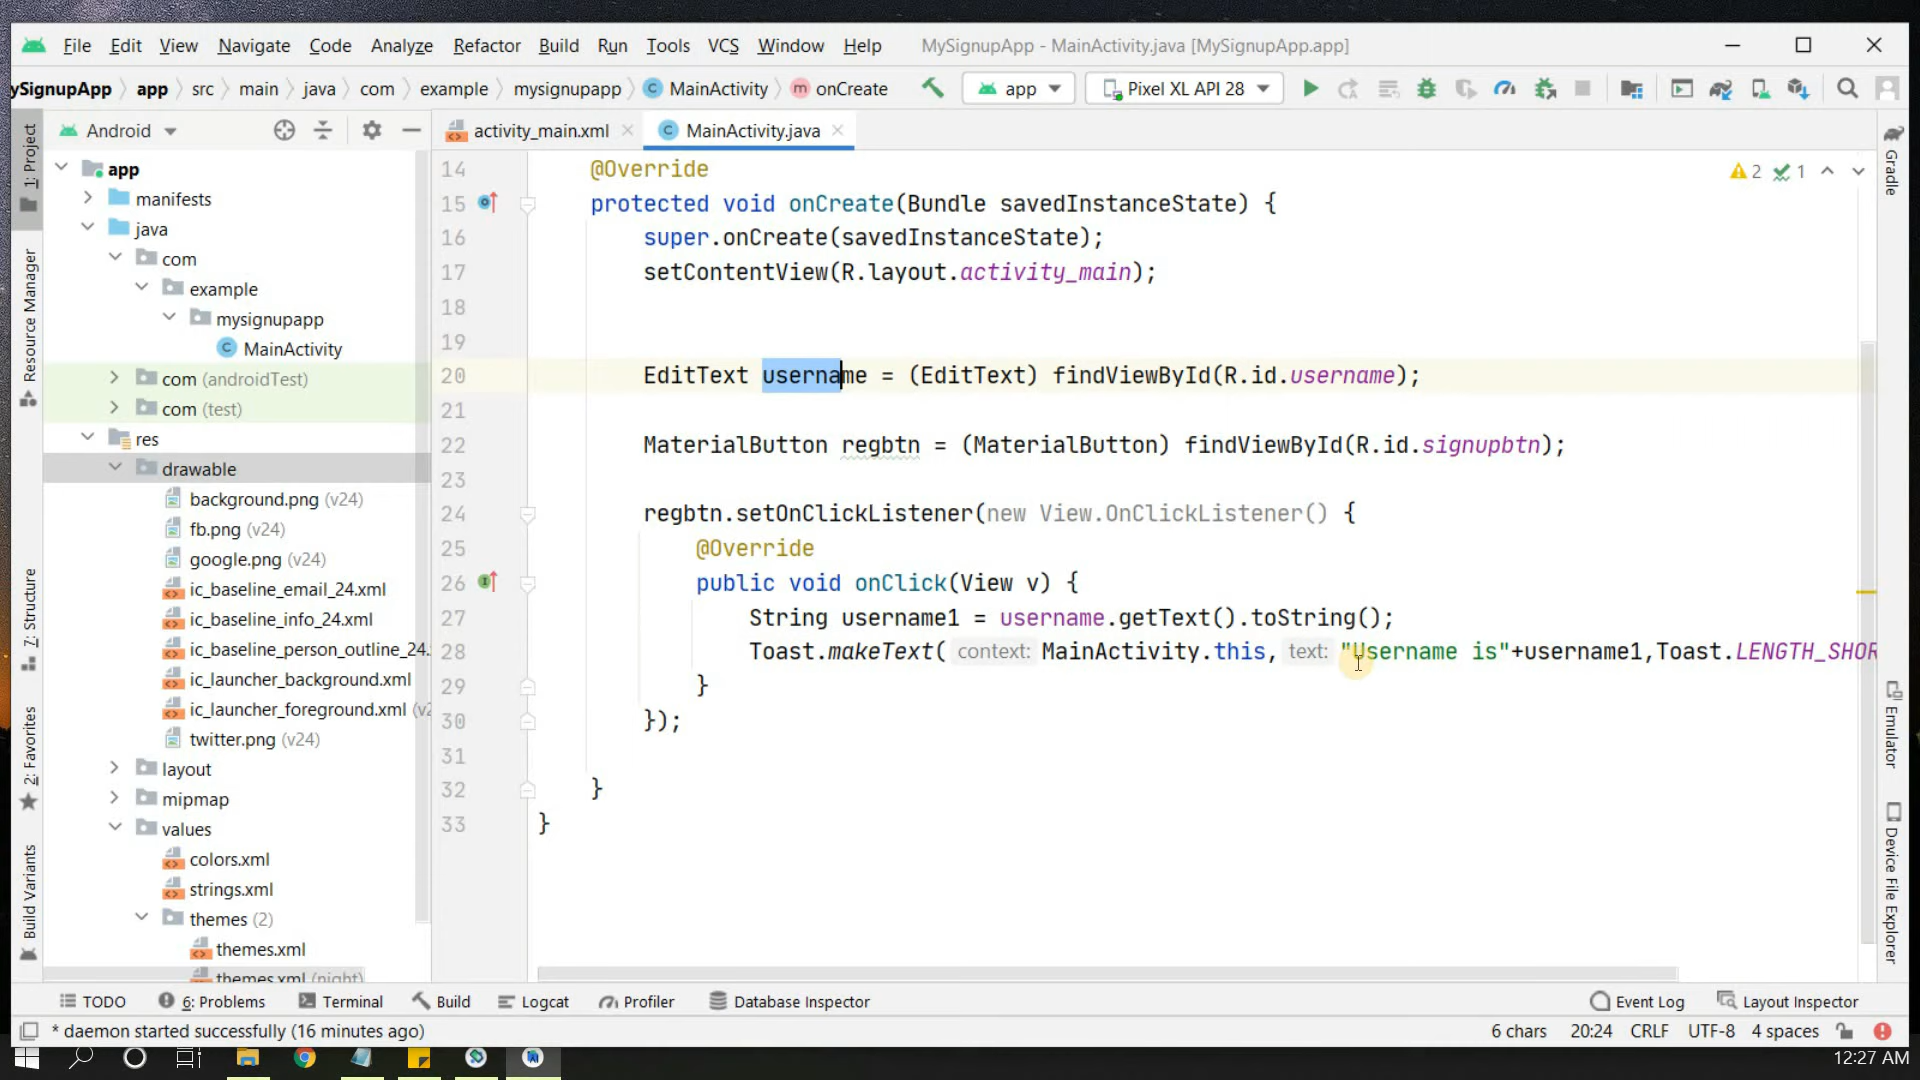 File Edit View Navigate Code Analyze Refactor Build Run Tools VCS Window Help MySignupApp - MainActivity.java [MySignupApp.app]
ySignupApp app src main java com example mysignupapp MainActivity onCreate app Pixel XL API 28
Android
activity_main.xml MainActivity.java
1: Project
Resource Manager
7: Structure
2: Favorites
Build Variants
app
manifests
java
com
example
mysignupapp
MainActivity
com (androidTest)
com (test)
res
drawable
background.png (v24)
fb.png (v24)
google.png (v24)
ic_baseline_email_24.xml
ic_baseline_info_24.xml
ic_baseline_person_outline_24.
ic_launcher_background.xml
ic_launcher_foreground.xml (v2
twitter.png (v24)
layout
mipmap
values
colors.xml
strings.xml
themes (2)
themes.xml
themes.xml (night)
2 1
14 @Override
15 protected void onCreate(Bundle savedInstanceState) {
16 super.onCreate(savedInstanceState);
17 setContentView(R.layout.activity_main);
18
19
20 EditText username = (EditText) findViewById(R.id.username);
21
22 MaterialButton regbtn = (MaterialButton) findViewById(R.id.signupbtn);
23
24 regbtn.setOnClickListener(new View.OnClickListener() {
25 @Override
26 public void onClick(View v) {
27 String username1 = username.getText().toString();
28 Toast.makeText( context: MainActivity.this, text: "Username is"+username1,Toast.LENGTH_SHOR
29 }
30 });
31
32 }
33 }
Gradle
Emulator
Device File Explorer
TODO 6: Problems Terminal Build Logcat Profiler Database Inspector Event Log Layout Inspector
* daemon started successfully (16 minutes ago) 6 chars 20:24 CRLF UTF-8 4 spaces
12:27 AM